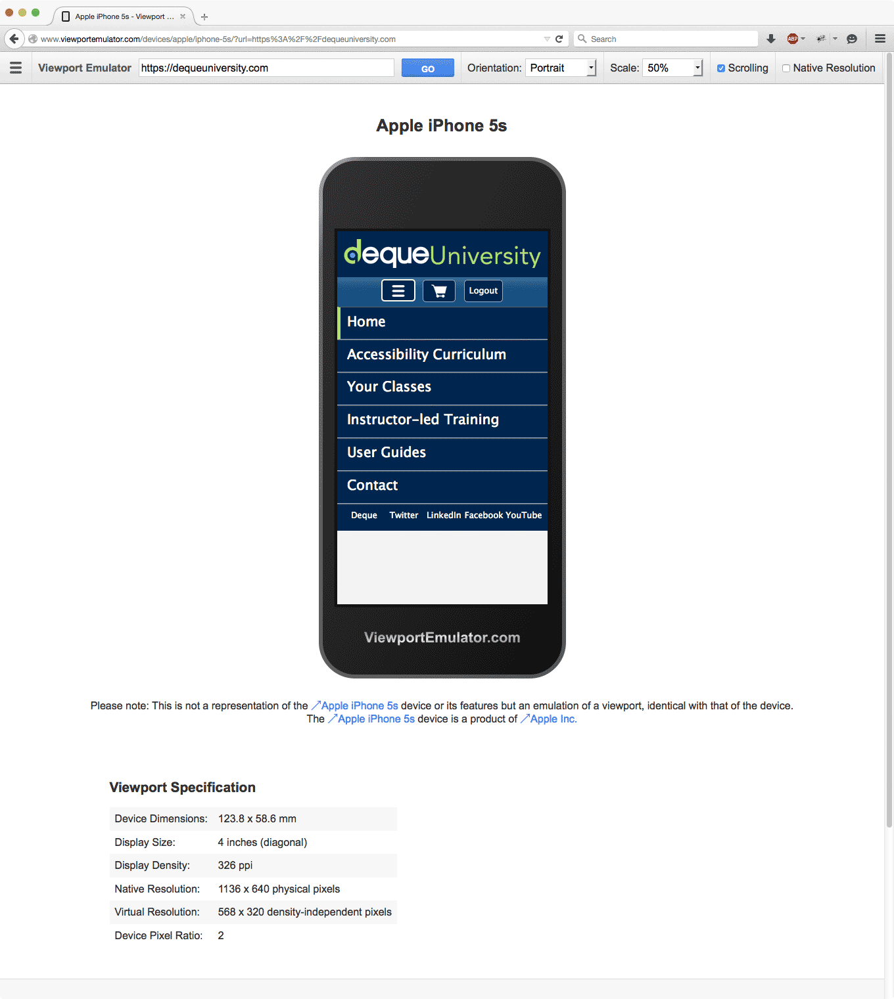 Apple iPhone 5s - Viewport ...
www.viewportemulator.com/devices/apple/iphone-5s/?url=https%3A%2F%2Fdequeuniversity.com
Search
ABP
Viewport Emulator
https://dequeuniversity.com
GO
Orientation:
Portrait
Scale:
50%
Scrolling
Native Resolution
Apple iPhone 5s
dequeUniversity
Logout
Home
Accessibility Curriculum
Your Classes
Instructor-led Training
User Guides
Contact
Deque Twitter LinkedIn Facebook YouTube
ViewportEmulator.com
Please note: This is not a representation of the ↗Apple iPhone 5s device or its features but an emulation of a viewport, identical with that of the device.
The ↗Apple iPhone 5s device is a product of ↗Apple Inc.
Viewport Specification
Device Dimensions: 123.8 x 58.6 mm
Display Size: 4 inches (diagonal)
Display Density: 326 ppi
Native Resolution: 1136 x 640 physical pixels
Virtual Resolution: 568 x 320 density-independent pixels
Device Pixel Ratio: 2